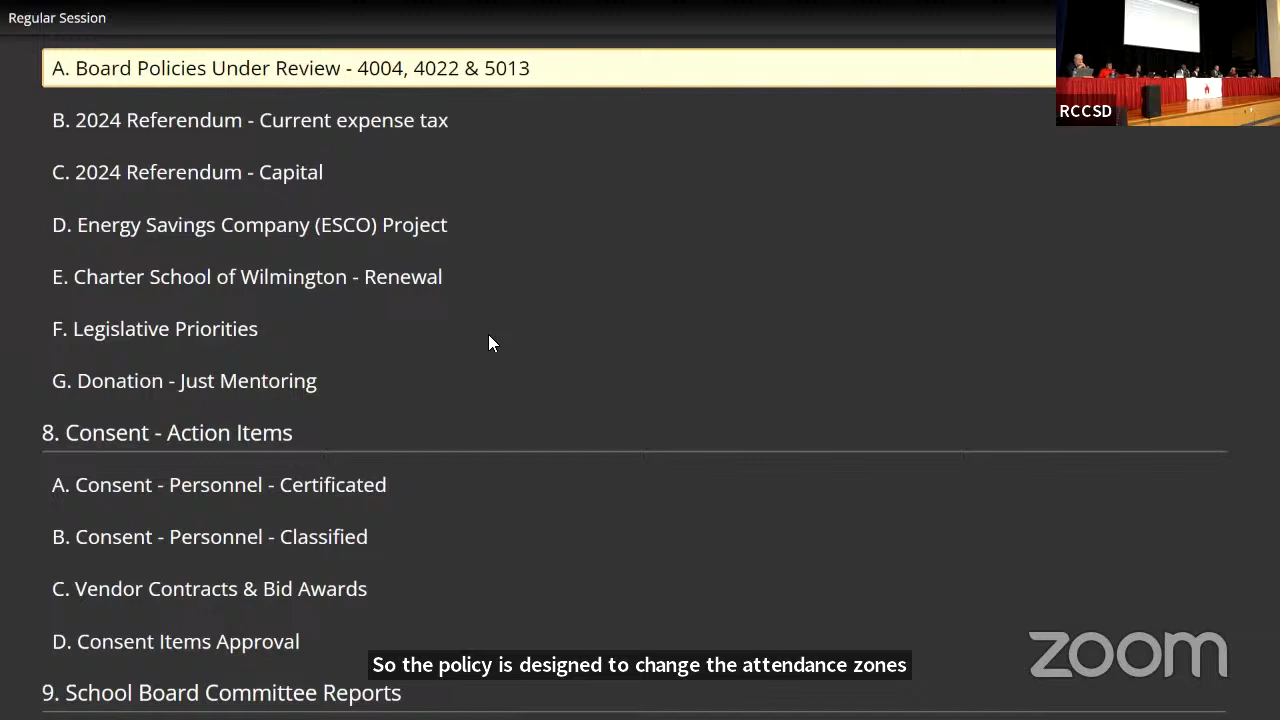 Regular Session
A. Board Policies Under Review - 4004, 4022 & 5013
RCCSD
B. 2024 Referendum - Current expense tax
C. 2024 Referendum - Capital
D. Energy Savings Company (ESCO) Project
E. Charter School of Wilmington - Renewal
F. Legislative Priorities
G. Donation - Just Mentoring
8. Consent - Action Items
A. Consent - Personnel - Certificated
B. Consent - Personnel - Classified
C. Vendor Contracts & Bid Awards
D. Consent Items Approval
zoom
So the policy is designed to change the attendance zones
9. School Board Committee Reports